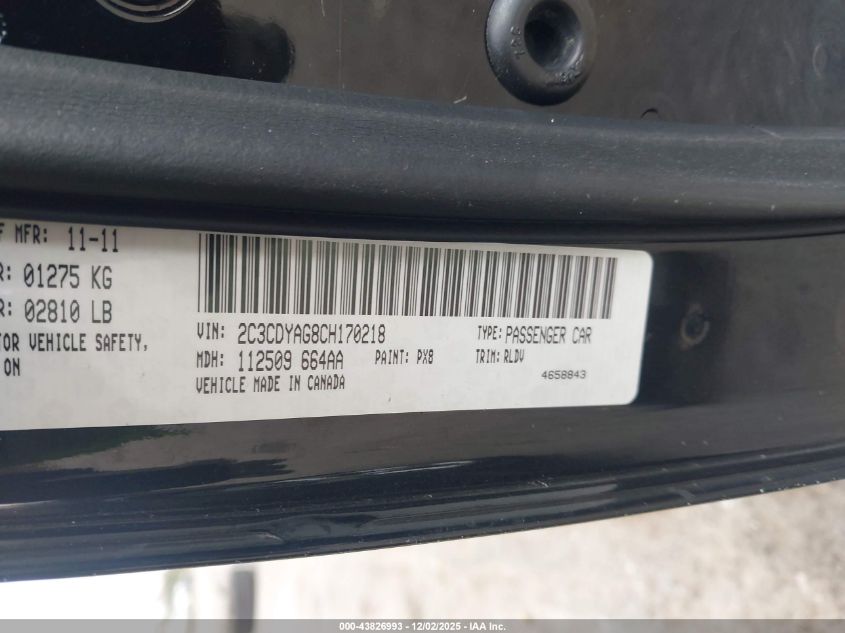 F MFR: 11-11
R: 01275 KG
R: 02810 LB
OR VEHICLE SAFETY,
ON
VIN: 2C3CDYAG8CH170218 TYPE: PASSENGER CAR
MDH: 112509 664AA PAINT: PX8 TRIM: RLDV
VEHICLE MADE IN CANADA 4658843
000-43826993 - 12/02/2025 - IAA Inc.